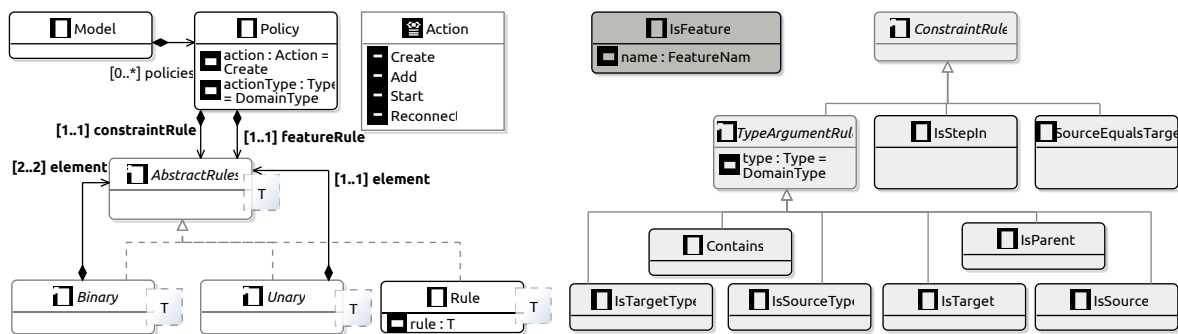 Model
Policy
action : Action =
Create
actionType : Type
= DomainType
Action
Create
Add
Start
Reconnect
[0..*] policies
[1..1] constraintRule
[1..1] featureRule
[2..2] element
[1..1] element
AbstractRules
T
Binary
T
Unary
T
Rule
T
rule : T
IsFeature
name : FeatureNam
ConstraintRule
TypeArgumentRul
type : Type =
DomainType
IsStepIn
SourceEqualsTarge
Contains
IsParent
IsTargetType
IsSourceType
IsTarget
IsSource